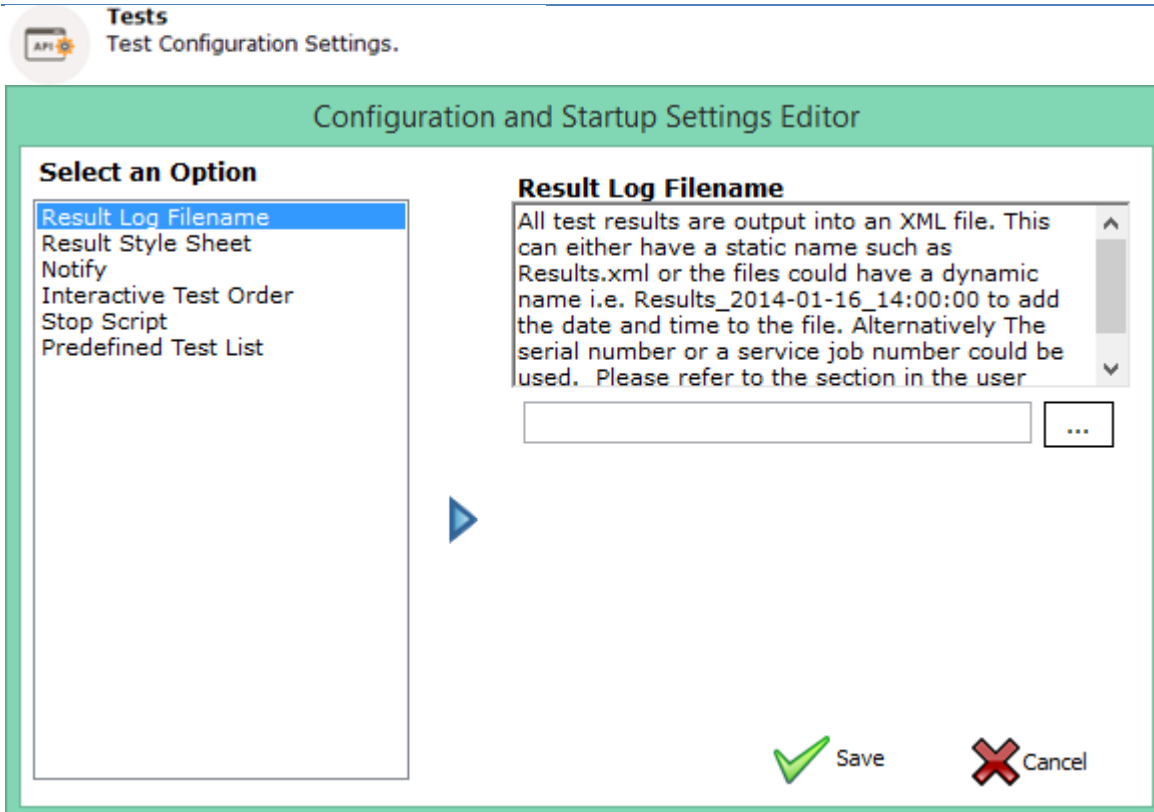 API
Tests
Test Configuration Settings.
Configuration and Startup Settings Editor
Select an Option
Result Log Filename
Result Style Sheet
Notify
Interactive Test Order
Stop Script
Predefined Test List
Result Log Filename
All test results are output into an XML file. This
can either have a static name such as
Results.xml or the files could have a dynamic
name i.e. Results_2014-01-16_14:00:00 to add
the date and time to the file. Alternatively The
serial number or a service job number could be
used.  Please refer to the section in the user
...
Save
Cancel